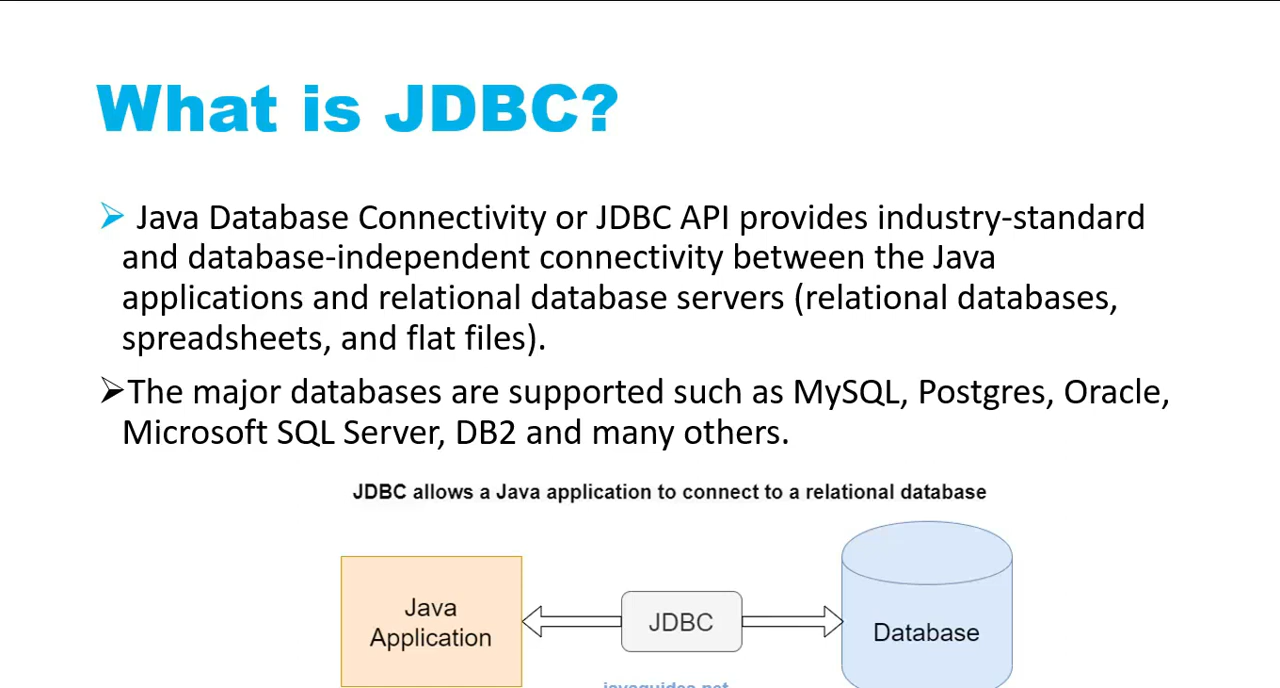 What is JDBC?
Java Database Connectivity or JDBC API provides industry-standard
and database-independent connectivity between the Java
applications and relational database servers (relational databases,
spreadsheets, and flat files).
The major databases are supported such as MySQL, Postgres, Oracle,
Microsoft SQL Server, DB2 and many others.
JDBC allows a Java application to connect to a relational database
Java
Application
JDBC
Database
javaguides.net